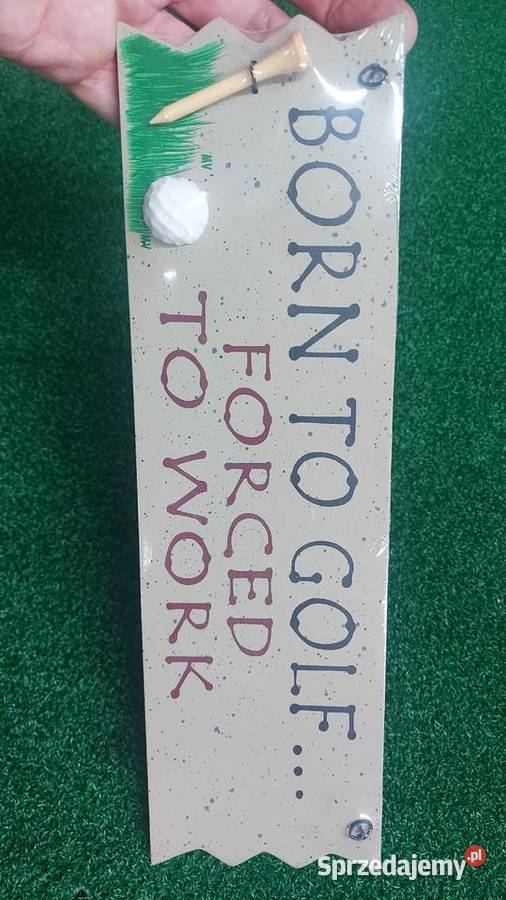 BORN TO GOLF...
FORCED
TO WORK
Sprzedajemy.pl